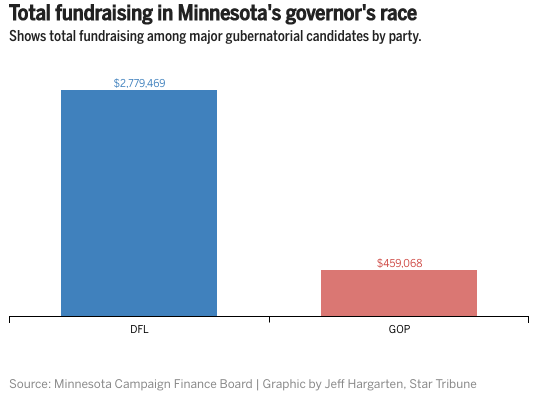 Total fundraising in Minnesota's governor's race
Shows total fundraising among major gubernatorial candidates by party.
$2,779,469
$459,068
DFL
GOP
Source: Minnesota Campaign Finance Board | Graphic by Jeff Hargarten, Star Tribune